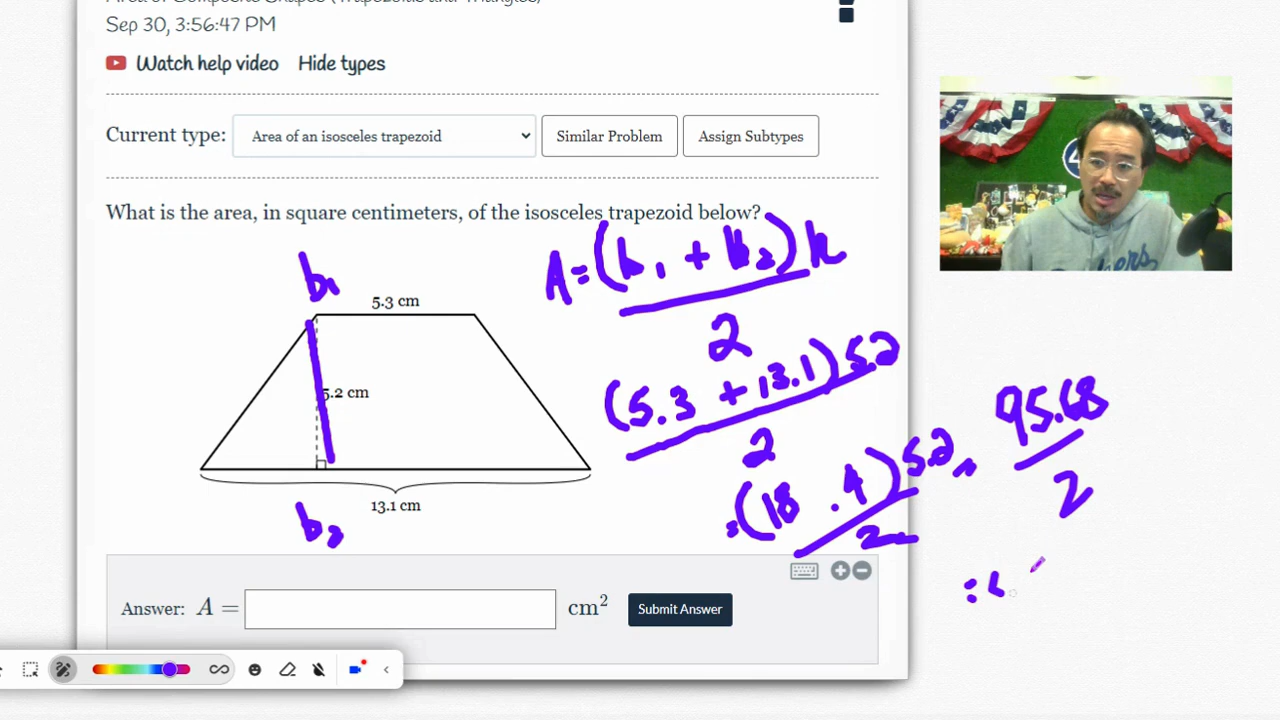 Sep 30, 3:56:47 PM
Watch help video Hide types
Current type: Area of an isosceles trapezoid Similar Problem Assign Subtypes
What is the area, in square centimeters, of the isosceles trapezoid below?
A=(b₁ + b₂)h
2
b₁
5.3 cm
(5.3 + 13.1)5.2
2
5.2 cm
=(18.4)5.2 =
2
95.68
2
13.1 cm
b₂
Answer: A = cm² Submit Answer